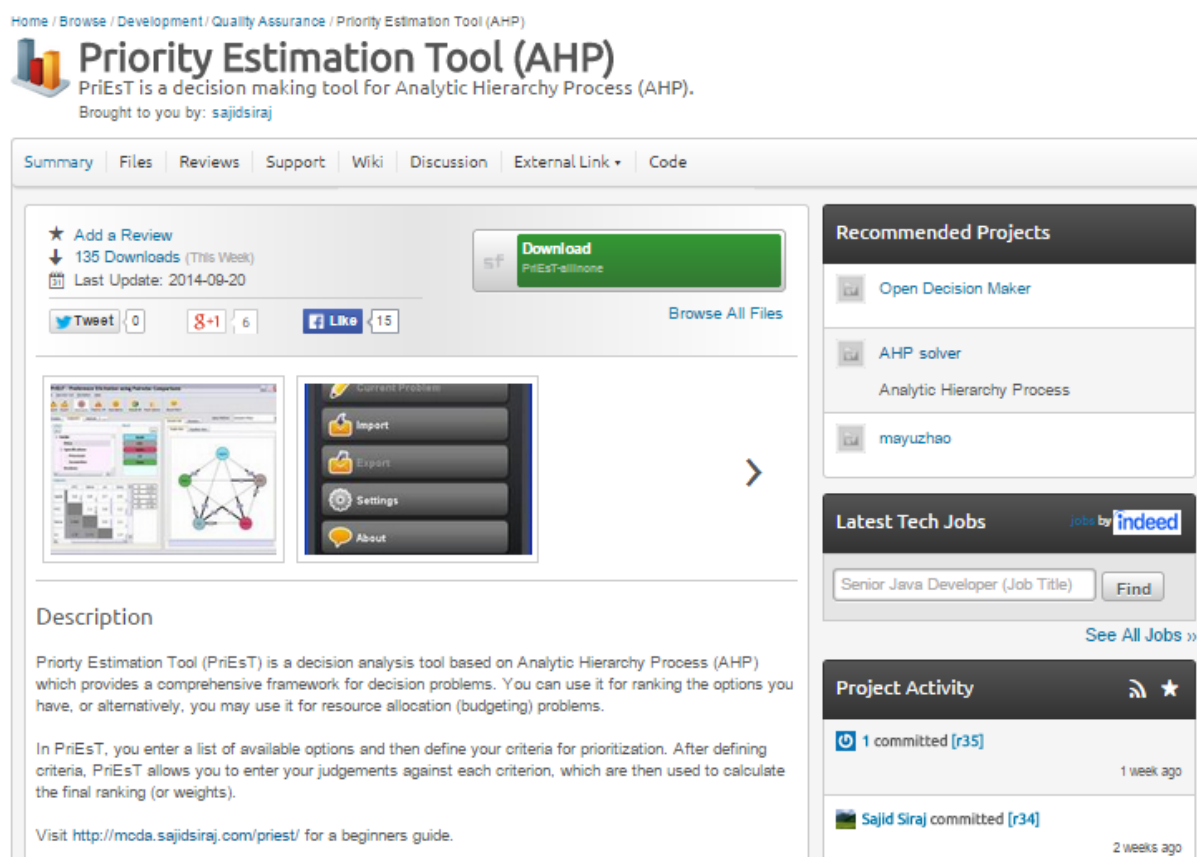 Home / Browse / Development / Quality Assurance / Priority Estimation Tool (AHP)
Priority Estimation Tool (AHP)
PriEsT is a decision making tool for Analytic Hierarchy Process (AHP).
Brought to you by: sajidsiraj
Summary Files Reviews Support Wiki Discussion External Link Code
Add a Review
135 Downloads (This Week)
Last Update: 2014-09-20
Tweet 0 g+1 6 Like 15
sf Download
PriEsT-allinone
Browse All Files
Current Problem
Import
Export
Settings
About
Description
Priorty Estimation Tool (PriEsT) is a decision analysis tool based on Analytic Hierarchy Process (AHP)
which provides a comprehensive framework for decision problems. You can use it for ranking the options you
have, or alternatively, you may use it for resource allocation (budgeting) problems.
In PriEsT, you enter a list of available options and then define your criteria for prioritization. After defining
criteria, PriEsT allows you to enter your judgements against each criterion, which are then used to calculate
the final ranking (or weights).
Visit http://mcda.sajidsiraj.com/priest/ for a beginners guide.
Recommended Projects
Open Decision Maker
AHP solver
Analytic Hierarchy Process
mayuzhao
Latest Tech Jobs jobs by indeed
Senior Java Developer (Job Title) Find
See All Jobs »
Project Activity
1 committed [r35]
1 week ago
Sajid Siraj committed [r34]
2 weeks ago